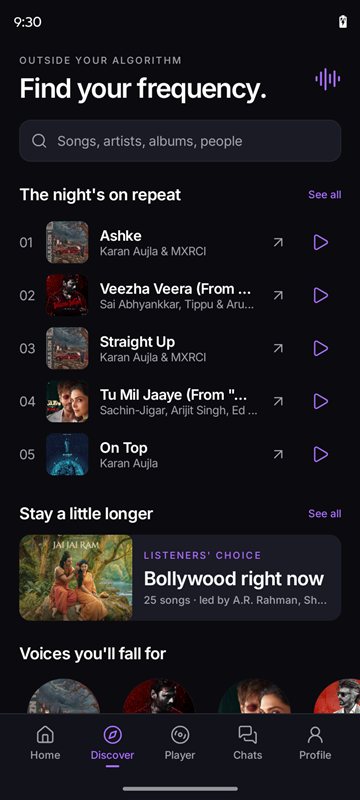 9:30
OUTSIDE YOUR ALGORITHM
Find your frequency.
Songs, artists, albums, people
The night's on repeat
See all
01
Ashke
Karan Aujla & MXRCI
02
Veezha Veera (From ...
Sai Abhyankkar, Tippu & Aru...
03
Straight Up
Karan Aujla & MXRCI
04
Tu Mil Jaaye (From "...
Sachin-Jigar, Arijit Singh, Ed ...
05
On Top
Karan Aujla
Stay a little longer
See all
JAI JAI RAM
LISTENERS' CHOICE
Bollywood right now
25 songs · led by A.R. Rahman, Sh...
Voices you'll fall for
Home
Discover
Player
Chats
Profile